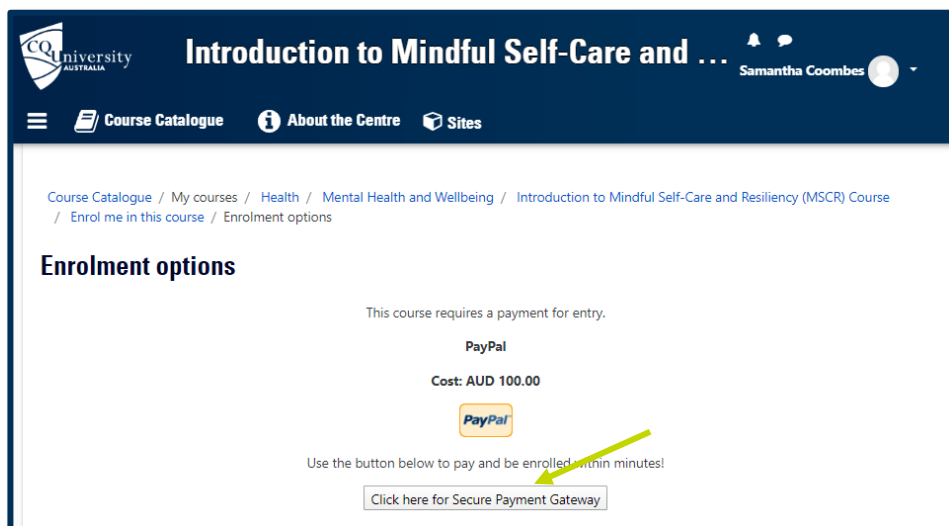 CQUniversity
AUSTRALIA
Introduction to Mindful Self-Care and ...
Samantha Coombes
Course Catalogue
About the Centre
Sites
Course Catalogue / My courses / Health / Mental Health and Wellbeing / Introduction to Mindful Self-Care and Resiliency (MSCR) Course
/ Enrol me in this course / Enrolment options
Enrolment options
This course requires a payment for entry.
PayPal
Cost: AUD 100.00
PayPal
Use the button below to pay and be enrolled within minutes!
Click here for Secure Payment Gateway